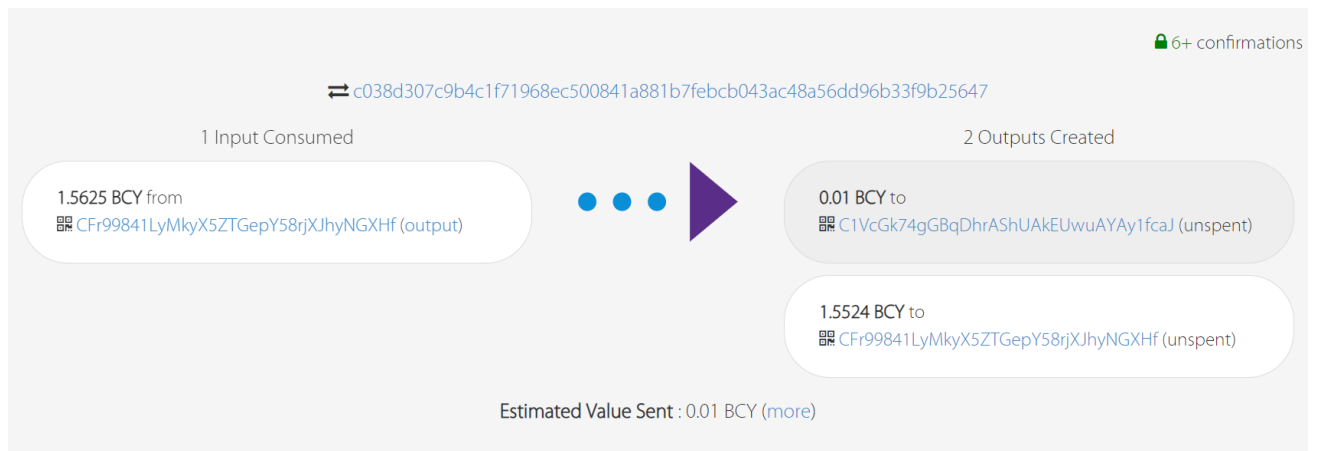 6+ confirmations
c038d307c9b4c1f71968ec500841a881b7febcb043ac48a56dd96b33f9b25647
1 Input Consumed
1.5625 BCY from
CFr99841LyMkyX5ZTGepY58rjXJhyNGXHf (output)
2 Outputs Created
0.01 BCY to
C1VcGk74gGBqDhrAShUAkEUwuAYAy1fcaJ (unspent)
1.5524 BCY to
CFr99841LyMkyX5ZTGepY58rjXJhyNGXHf (unspent)
Estimated Value Sent : 0.01 BCY (more)